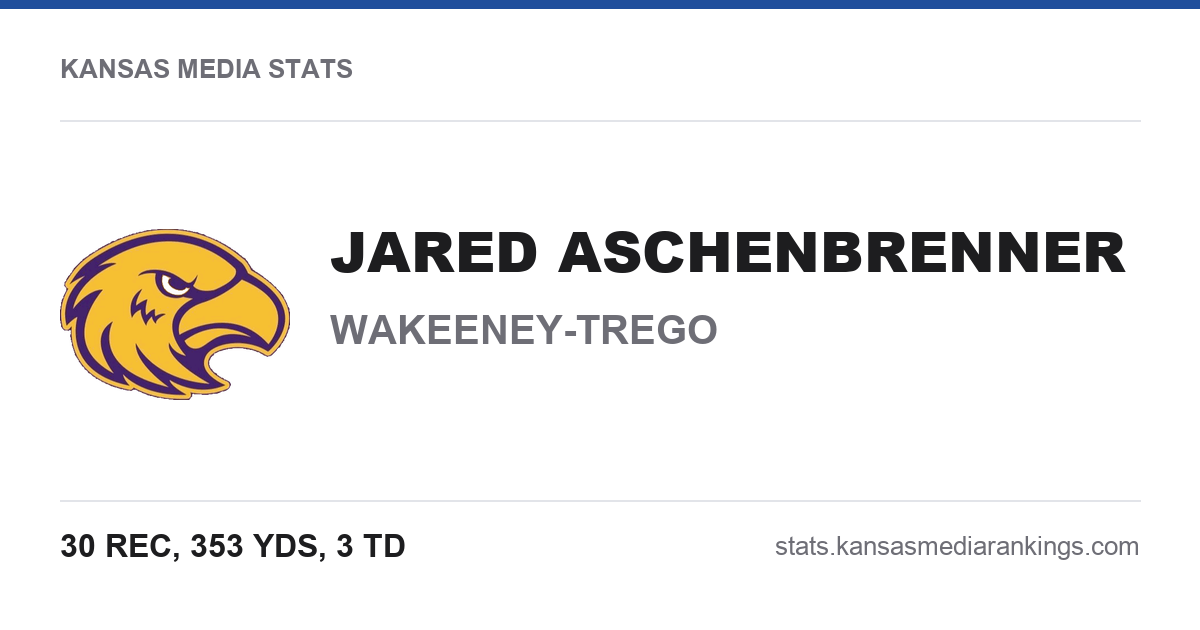 KANSAS MEDIA STATS
JARED ASCHENBRENNER
WAKEENEY-TREGO
30 REC, 353 YDS, 3 TD
stats.kansasmediarankings.com